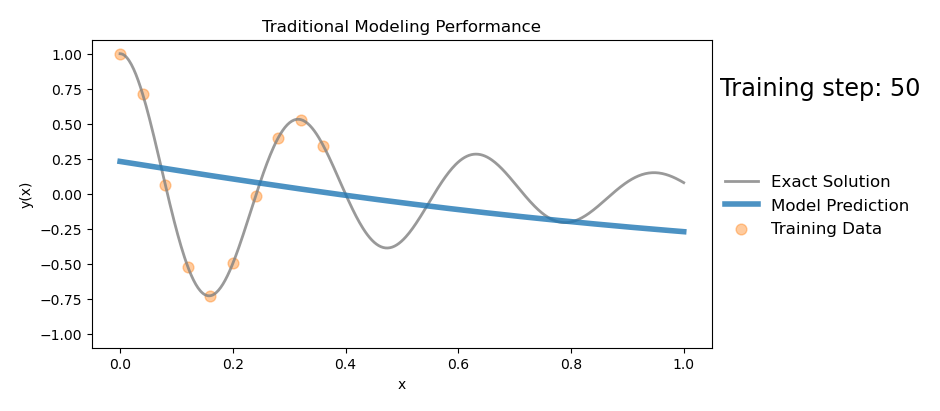 Traditional Modeling Performance
Training step: 50
1.00
0.75
0.50
0.25
0.00
−0.25
−0.50
−0.75
−1.00
y(x)
0.0 0.2 0.4 0.6 0.8 1.0
x
Exact Solution
Model Prediction
Training Data